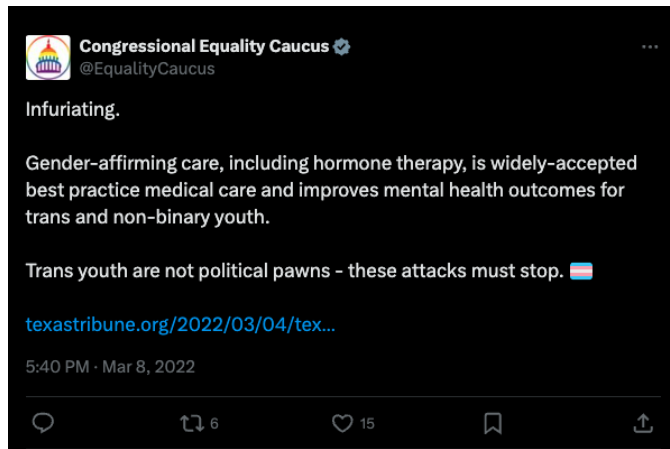 Congressional Equality Caucus
@EqualityCaucus
Infuriating.
Gender-affirming care, including hormone therapy, is widely-accepted
best practice medical care and improves mental health outcomes for
trans and non-binary youth.
Trans youth are not political pawns - these attacks must stop.
texastribune.org/2022/03/04/tex...
5:40 PM · Mar 8, 2022
6 15